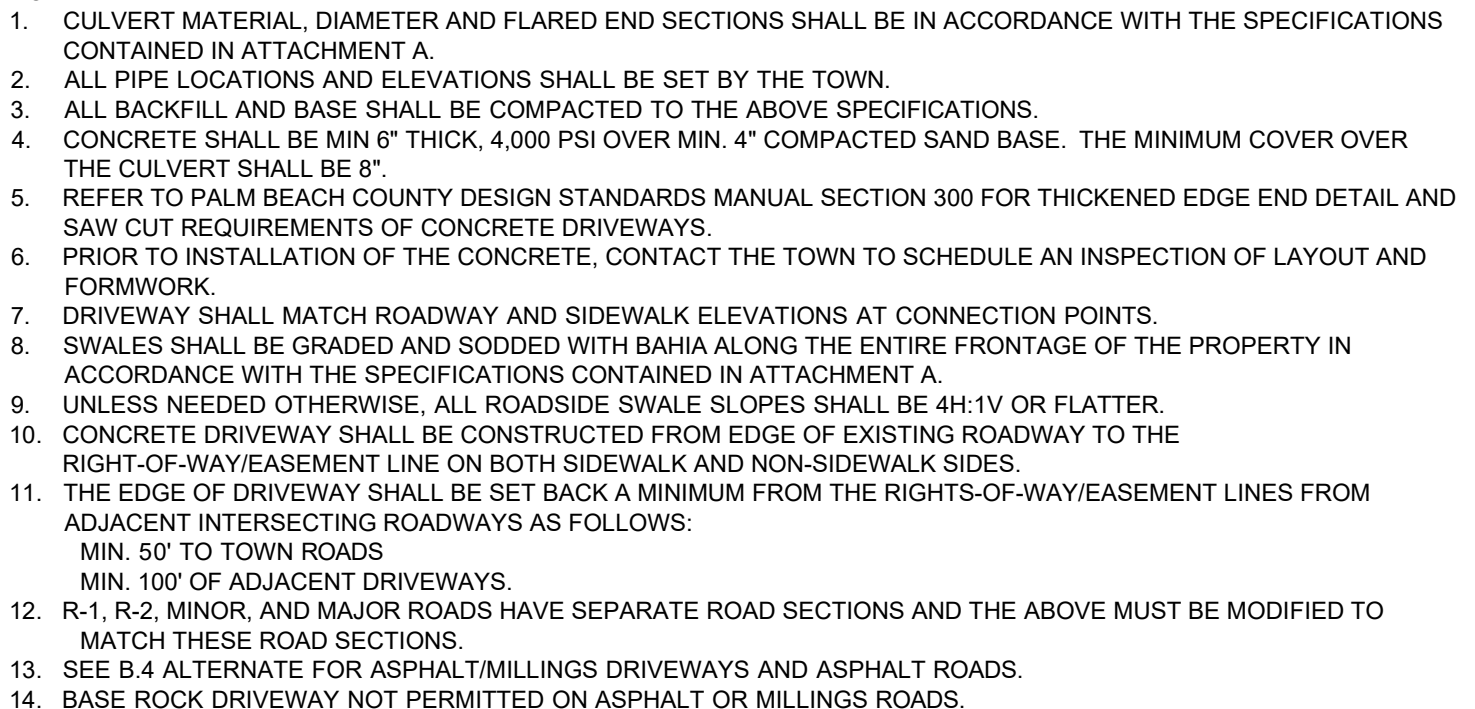 1. CULVERT MATERIAL, DIAMETER AND FLARED END SECTIONS SHALL BE IN ACCORDANCE WITH THE SPECIFICATIONS
CONTAINED IN ATTACHMENT A.
2. ALL PIPE LOCATIONS AND ELEVATIONS SHALL BE SET BY THE TOWN.
3. ALL BACKFILL AND BASE SHALL BE COMPACTED TO THE ABOVE SPECIFICATIONS.
4. CONCRETE SHALL BE MIN 6" THICK, 4,000 PSI OVER MIN. 4" COMPACTED SAND BASE. THE MINIMUM COVER OVER
THE CULVERT SHALL BE 8".
5. REFER TO PALM BEACH COUNTY DESIGN STANDARDS MANUAL SECTION 300 FOR THICKENED EDGE END DETAIL AND
SAW CUT REQUIREMENTS OF CONCRETE DRIVEWAYS.
6. PRIOR TO INSTALLATION OF THE CONCRETE, CONTACT THE TOWN TO SCHEDULE AN INSPECTION OF LAYOUT AND
FORMWORK.
7. DRIVEWAY SHALL MATCH ROADWAY AND SIDEWALK ELEVATIONS AT CONNECTION POINTS.
8. SWALES SHALL BE GRADED AND SODDED WITH BAHIA ALONG THE ENTIRE FRONTAGE OF THE PROPERTY IN
ACCORDANCE WITH THE SPECIFICATIONS CONTAINED IN ATTACHMENT A.
9. UNLESS NEEDED OTHERWISE, ALL ROADSIDE SWALE SLOPES SHALL BE 4H:1V OR FLATTER.
10. CONCRETE DRIVEWAY SHALL BE CONSTRUCTED FROM EDGE OF EXISTING ROADWAY TO THE
RIGHT-OF-WAY/EASEMENT LINE ON BOTH SIDEWALK AND NON-SIDEWALK SIDES.
11. THE EDGE OF DRIVEWAY SHALL BE SET BACK A MINIMUM FROM THE RIGHTS-OF-WAY/EASEMENT LINES FROM
ADJACENT INTERSECTING ROADWAYS AS FOLLOWS:
MIN. 50' TO TOWN ROADS
MIN. 100' OF ADJACENT DRIVEWAYS.
12. R-1, R-2, MINOR, AND MAJOR ROADS HAVE SEPARATE ROAD SECTIONS AND THE ABOVE MUST BE MODIFIED TO
MATCH THESE ROAD SECTIONS.
13. SEE B.4 ALTERNATE FOR ASPHALT/MILLINGS DRIVEWAYS AND ASPHALT ROADS.
14. BASE ROCK DRIVEWAY NOT PERMITTED ON ASPHALT OR MILLINGS ROADS.